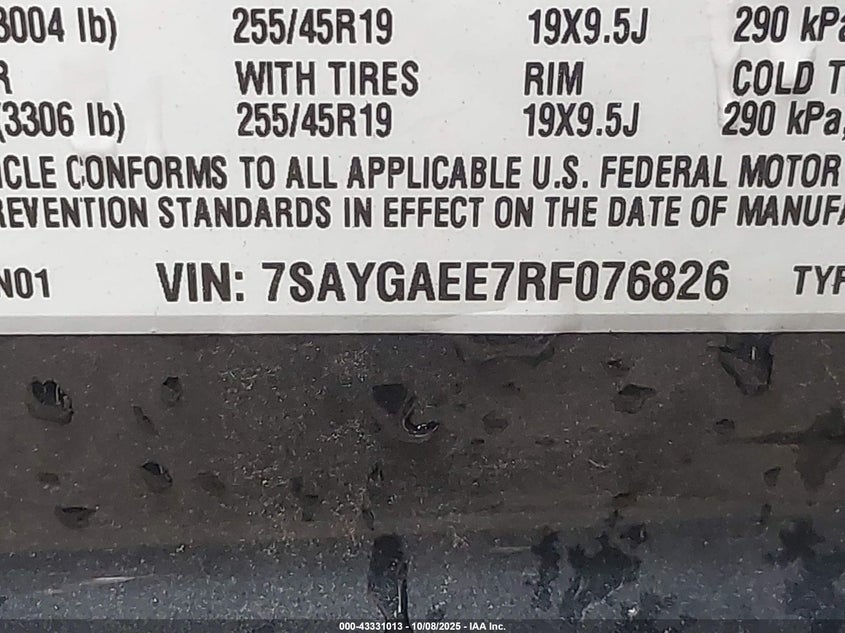 3004 lb) 255/45R19 19X9.5J 290 kPa
R WITH TIRES RIM COLD T
(3306 lb) 255/45R19 19X9.5J 290 kPa,
ICLE CONFORMS TO ALL APPLICABLE U.S. FEDERAL MOTOR
REVENTION STANDARDS IN EFFECT ON THE DATE OF MANUFA
N01 VIN: 7SAYGAEE7RF076826 TYP
000-43331013 - 10/08/2025 - IAA Inc.